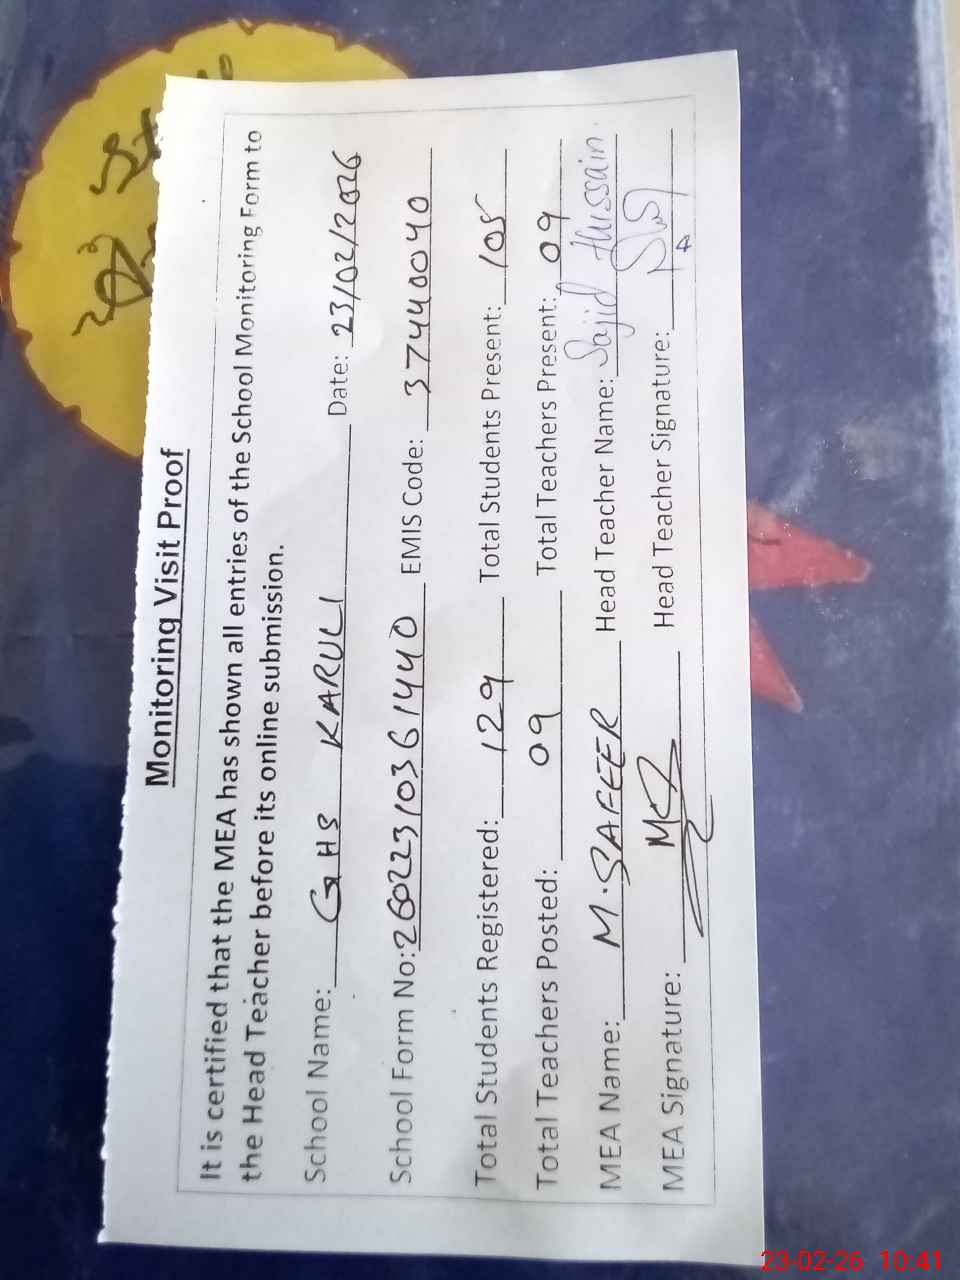 Monitoring Visit Proof
It is certified that the MEA has shown all entries of the School Monitoring Form to
the Head Teacher before its online submission.
School Name: GHS KARULI Date: 23/02/2026
School Form No: 26022310361440 EMIS Code: 37440040
Total Students Registered: 129 Total Students Present: 105
Total Teachers Posted: 09 Total Teachers Present: 09
MEA Name: M. SAFEER Head Teacher Name: Sajid Hussain.
MEA Signature: Head Teacher Signature:
23-02-26 10:41